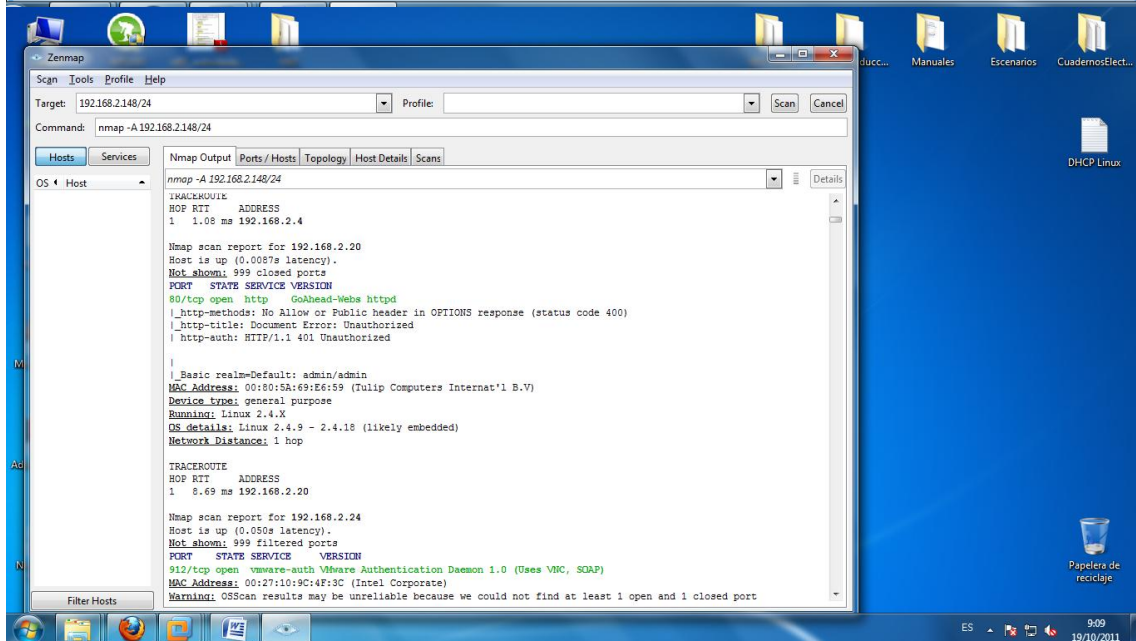 Zenmap
Scan Tools Profile Help
Target: 192.168.2.148/24 Profile: Scan Cancel
Command: nmap -A 192.168.2.148/24
Hosts Services
Nmap Output Ports / Hosts Topology Host Details Scans
OS Host
nmap -A 192.168.2.148/24 Details
TRACEROUTE
HOP RTT ADDRESS
1 1.08 ms 192.168.2.4
Nmap scan report for 192.168.2.20
Host is up (0.0087s latency).
Not shown: 999 closed ports
PORT STATE SERVICE VERSION
80/tcp open http GoAhead-Webs httpd
|_http-methods: No Allow or Public header in OPTIONS response (status code 400)
|_http-title: Document Error: Unauthorized
| http-auth: HTTP/1.1 401 Unauthorized
|
|_Basic realm=Default: admin/admin
MAC Address: 00:80:5A:69:E6:59 (Tulip Computers Internat'l B.V)
Device type: general purpose
Running: Linux 2.4.X
OS details: Linux 2.4.9 - 2.4.18 (likely embedded)
Network Distance: 1 hop
TRACEROUTE
HOP RTT ADDRESS
1 8.69 ms 192.168.2.20
Nmap scan report for 192.168.2.24
Host is up (0.050s latency).
Not shown: 999 filtered ports
PORT STATE SERVICE VERSION
912/tcp open vmware-auth VMware Authentication Daemon 1.0 (Uses VNC, SOAP)
MAC Address: 00:27:10:9C:4F:3C (Intel Corporate)
Warning: OSScan results may be unreliable because we could not find at least 1 open and 1 closed port
Filter Hosts
ducc...
Manuales
Escenarios
CuadernosElect...
DHCP Linux
Papelera de
reciclaje
ES
9:09
19/10/2011